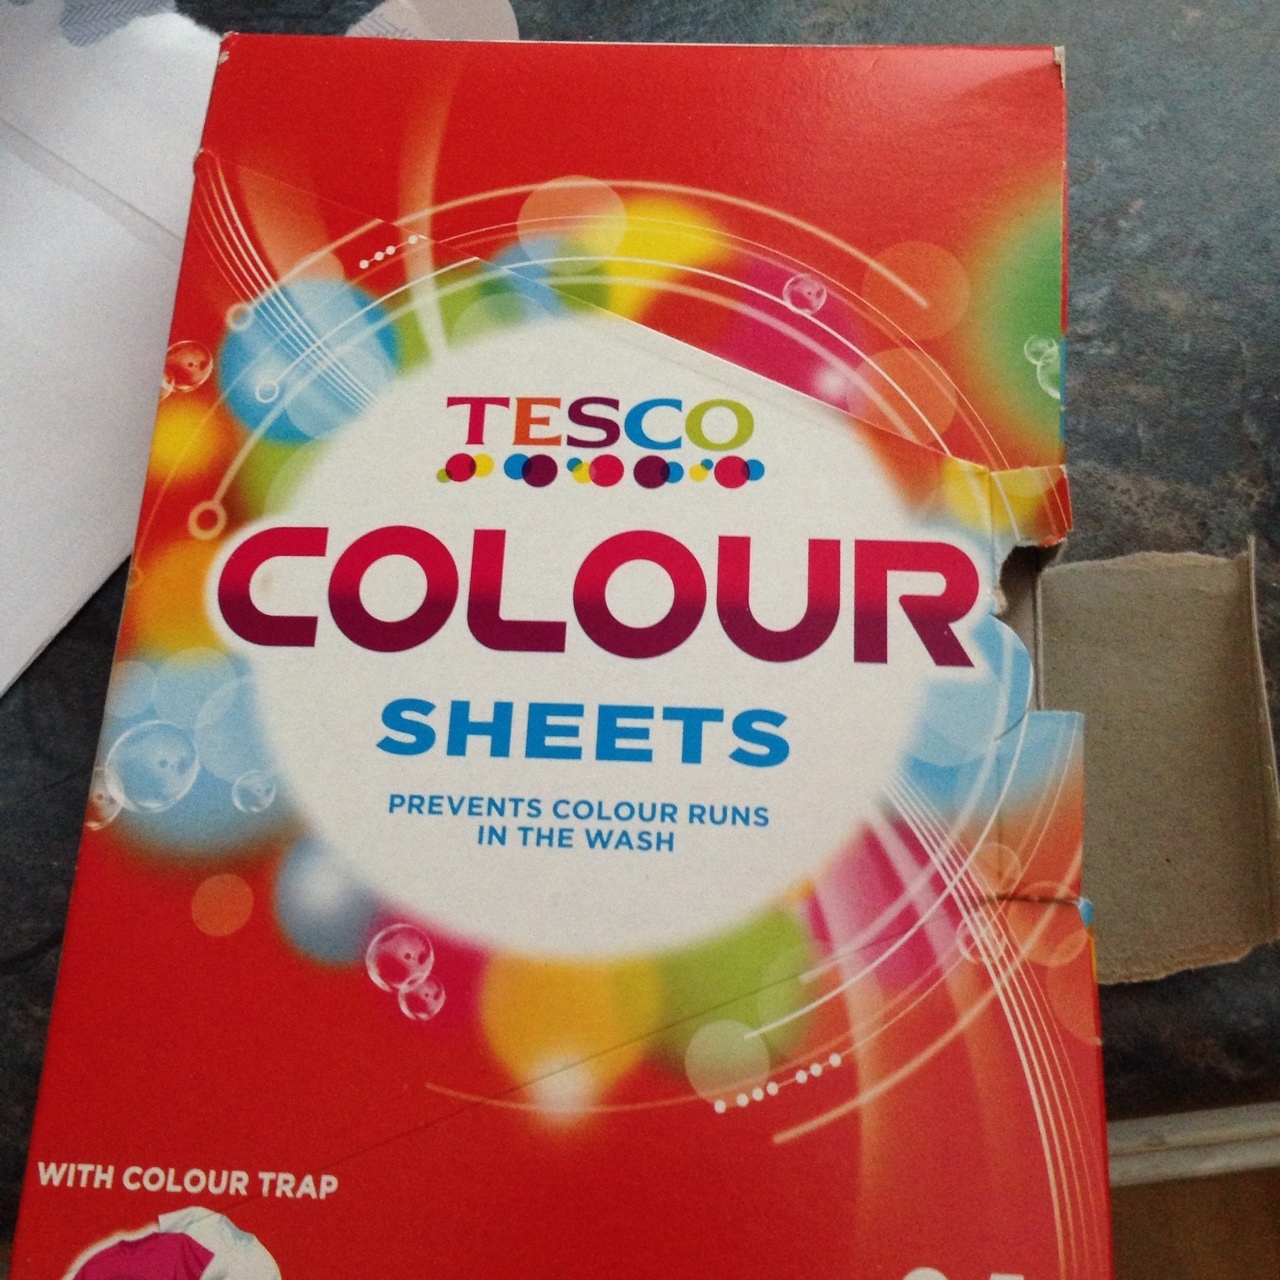 TESCO
COLOUR
SHEETS
PREVENTS COLOUR RUNS
IN THE WASH
WITH COLOUR TRAP